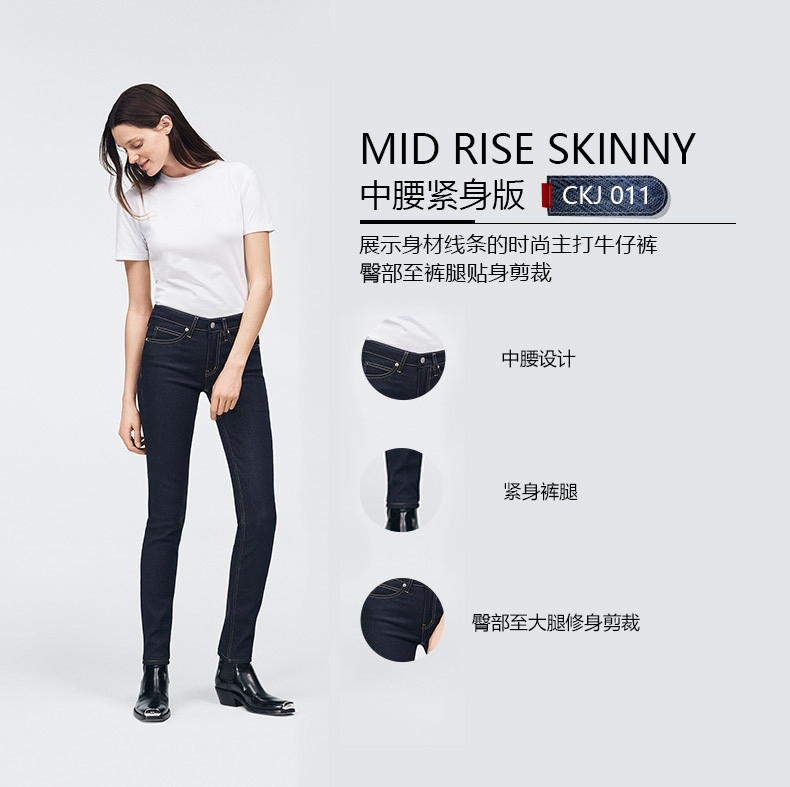 MID RISE SKINNY
中腰紧身版 CKJ 011
展示身材线条的时尚主打牛仔裤
臀部至裤腿贴身剪裁
中腰设计
紧身裤腿
臀部至大腿修身剪裁